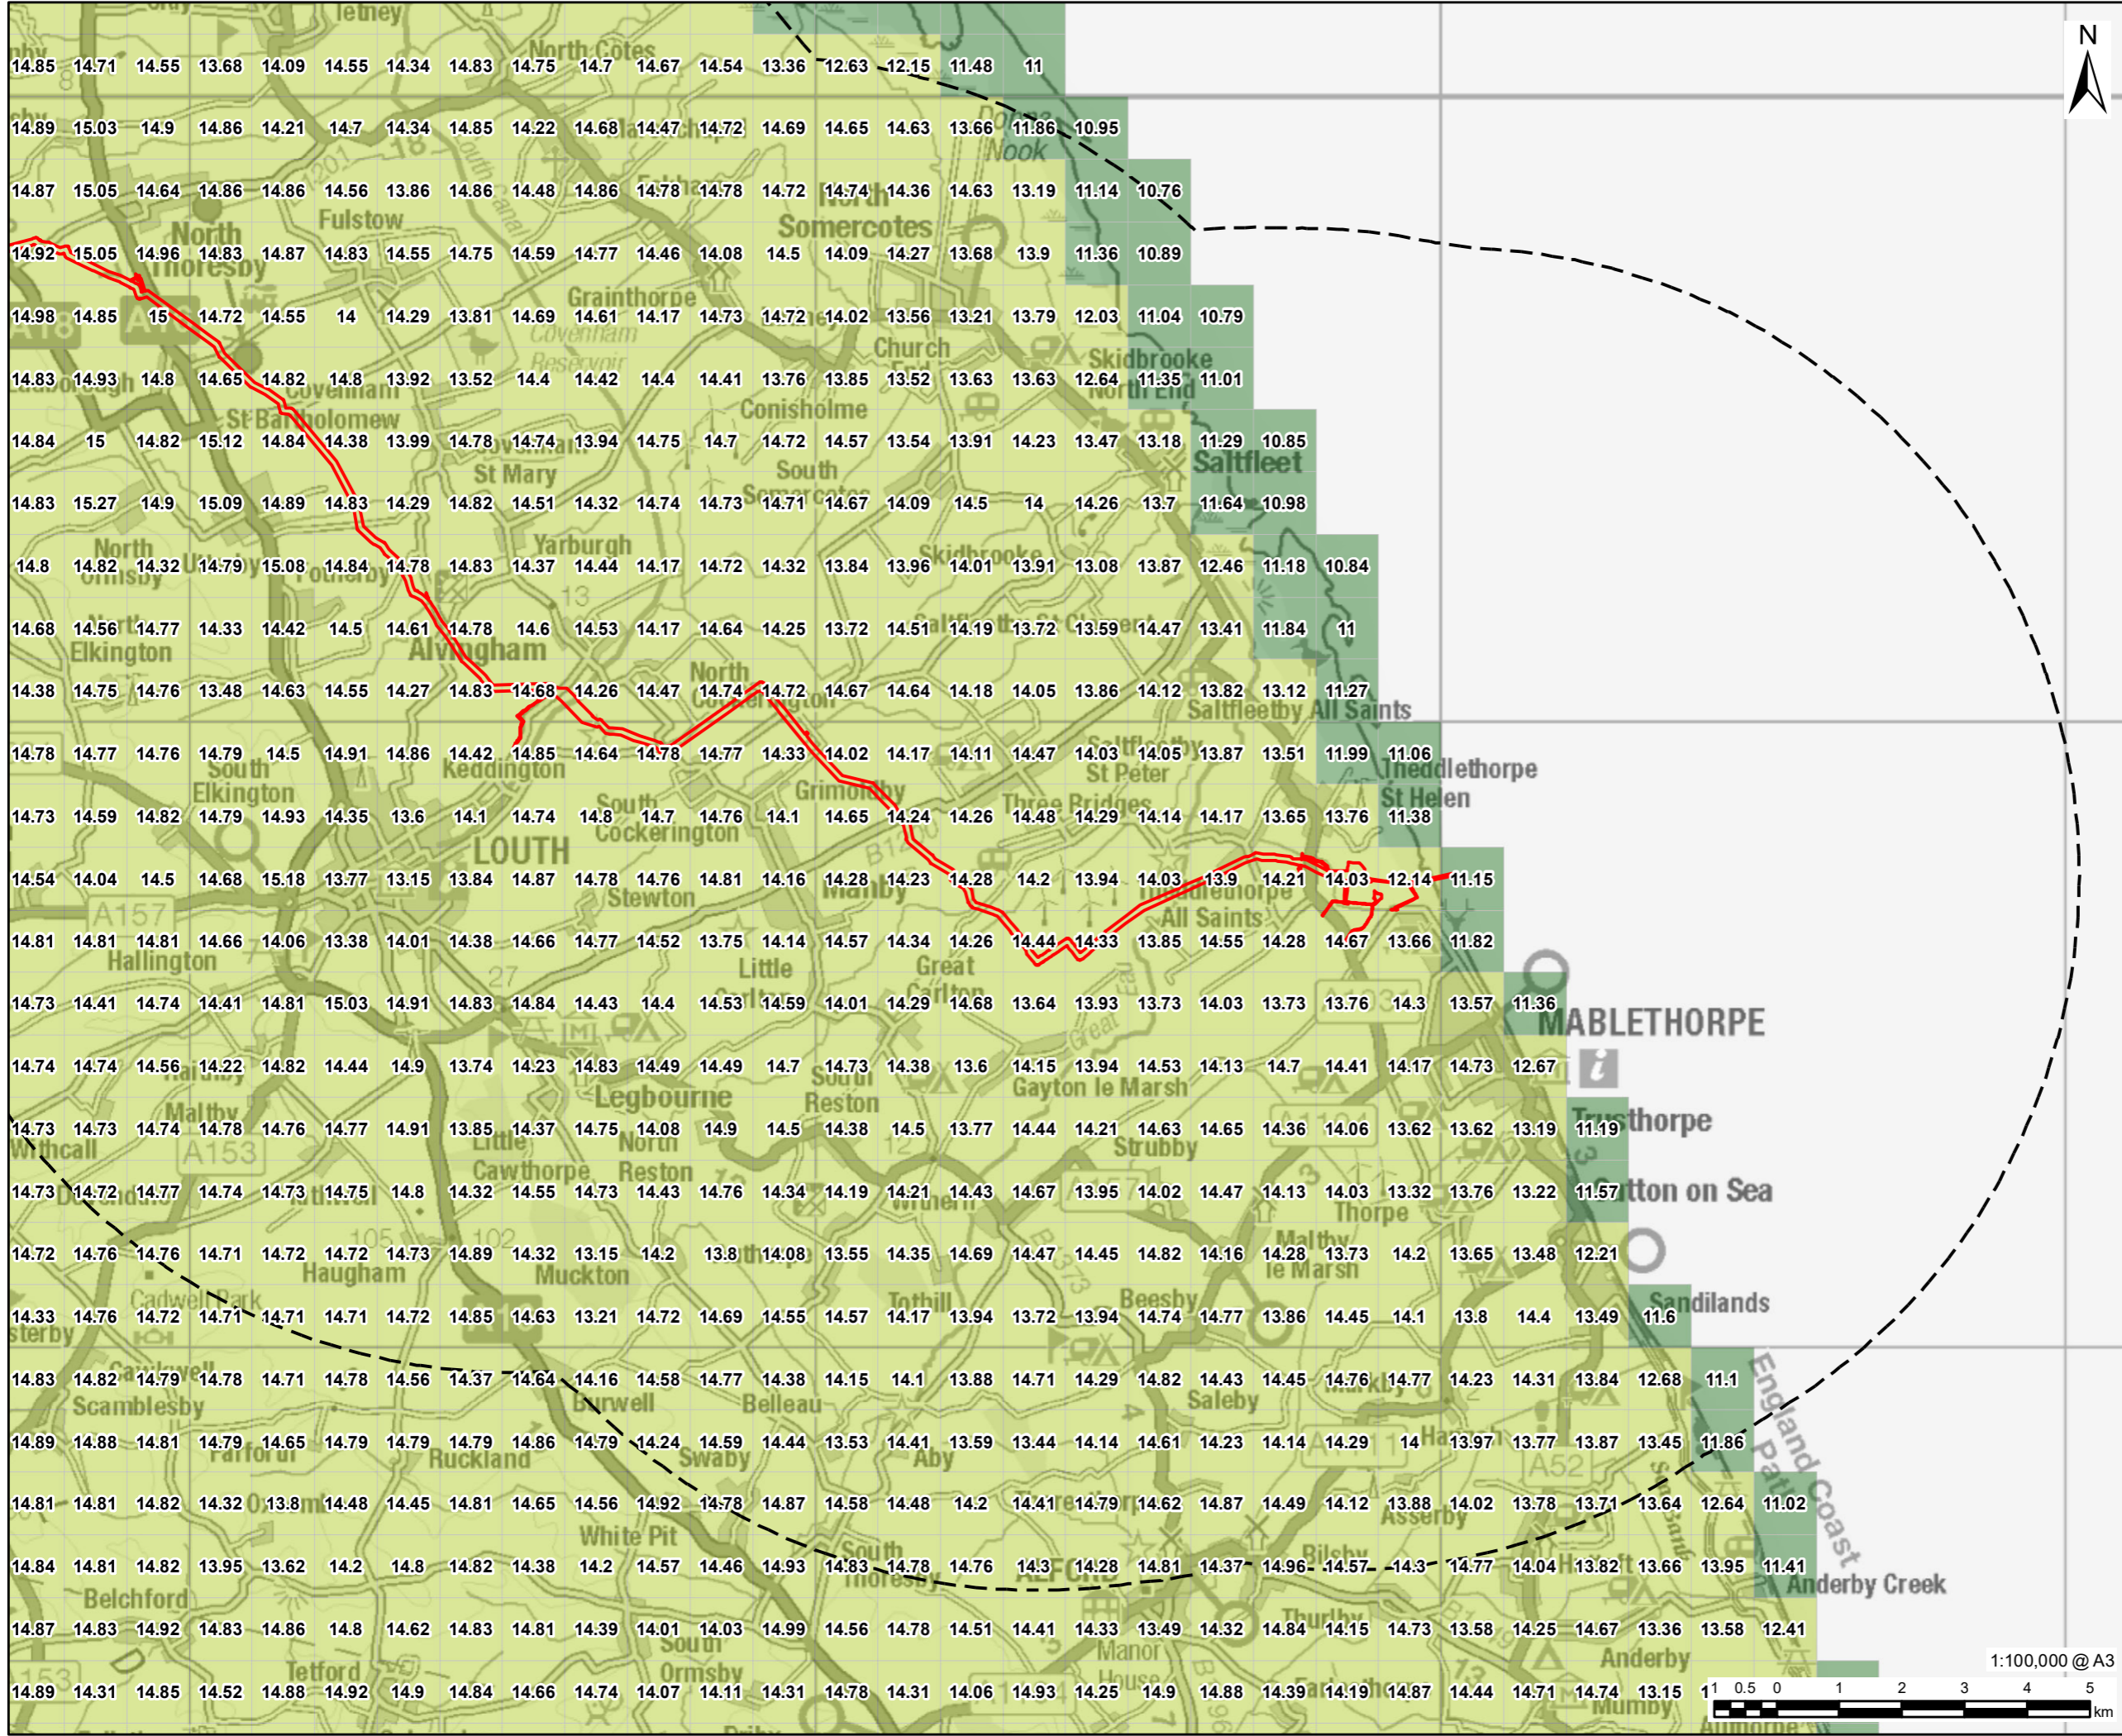 Tetney
North Cotes
14.85 14.71 14.55 13.68 14.09 14.55 14.34 14.83 14.75 14.7 14.67 14.54 13.36 12.63 12.15 11.48 11
N
8
14.89 15.03 14.9 14.86 14.21 14.7 14.34 14.85 14.22 14.68 14.47 14.72 14.69 14.65 14.63 13.66 11.86 10.95
1201 18
Nook
14.87 15.05 14.64 14.86 14.86 14.56 13.86 14.86 14.48 14.86 14.78 14.78 14.72 14.74 14.36 14.63 13.19 11.14 10.76
North Somercotes
Fulstow
North Thoresby
14.92 15.05 14.96 14.83 14.87 14.83 14.55 14.75 14.59 14.77 14.46 14.08 14.5 14.09 14.27 13.68 13.9 11.36 10.89
Grainthorpe
14.98 14.85 15 14.72 14.55 14 14.29 13.81 14.69 14.61 14.17 14.73 14.72 14.02 13.56 13.21 13.79 12.03 11.04 10.79
A18
Covenham Reservoir
Church End
Skidbrooke North End
14.83 14.93 14.8 14.65 14.82 14.8 13.92 13.52 14.4 14.42 14.4 14.41 13.76 13.85 13.52 13.63 13.63 12.64 11.35 11.01
Covenham St Bartholomew
Conisholme
14.84 15 14.82 15.12 14.84 14.38 13.99 14.78 14.74 13.94 14.75 14.7 14.72 14.57 13.54 13.91 14.23 13.47 13.18 11.29 10.85
Covenham St Mary
Saltfleet
South Somercotes
14.83 15.27 14.9 15.09 14.89 14.83 14.29 14.82 14.51 14.32 14.74 14.73 14.71 14.67 14.09 14.5 14 14.26 13.7 11.64 10.98
North Ormsby
Yarburgh
Skidbrooke
14.8 14.82 14.32 14.79 15.08 14.84 14.78 14.83 14.37 14.44 14.17 14.72 14.32 13.84 13.96 14.01 13.91 13.08 13.87 12.46 11.18 10.84
Utterby
Fotherby
13
14.68 14.56 14.77 14.33 14.42 14.5 14.61 14.78 14.6 14.53 14.17 14.64 14.25 13.72 14.51 14.19 13.72 13.59 14.47 13.41 11.84 11
North Elkington
Alvingham
Saltfleetby St Clement
14.38 14.75 14.76 13.48 14.63 14.55 14.27 14.83 14.68 14.26 14.47 14.74 14.72 14.67 14.64 14.18 14.05 13.86 14.12 13.82 13.12 11.27
North Cockerington
Saltfleetby All Saints
14.78 14.77 14.76 14.79 14.5 14.91 14.86 14.42 14.85 14.64 14.78 14.77 14.33 14.02 14.17 14.11 14.47 14.03 14.05 13.87 13.51 11.99 11.06
South Elkington
Keddington
Saltfleetby St Peter
Theddlethorpe St Helen
Grimoldby
Three Bridges
14.73 14.59 14.82 14.79 14.93 14.35 13.6 14.1 14.74 14.8 14.7 14.76 14.1 14.65 14.24 14.26 14.48 14.29 14.14 14.17 13.65 13.76 11.38
South Cockerington
LOUTH
14.54 14.04 14.5 14.68 15.18 13.77 13.15 13.84 14.87 14.78 14.76 14.81 14.16 14.28 14.23 14.28 14.2 13.94 14.03 13.9 14.21 14.03 12.14 11.15
Stewton
Manby
Theddlethorpe All Saints
A157
14.81 14.81 14.81 14.66 14.06 13.38 14.01 14.38 14.66 14.77 14.52 13.75 14.14 14.57 14.34 14.26 14.44 14.33 13.85 14.55 14.28 14.67 13.66 11.82
Hallington
27
Little Carlton
Great Carlton
14.73 14.41 14.74 14.41 14.81 15.03 14.91 14.83 14.84 14.43 14.4 14.53 14.59 14.01 14.29 14.68 13.64 13.93 13.73 14.03 13.73 13.76 14.3 13.57 11.36
A1031
MABLETHORPE
Great Eau
14.74 14.74 14.56 14.22 14.82 14.44 14.9 13.74 14.23 14.83 14.49 14.49 14.7 14.73 14.38 13.6 14.15 13.94 14.53 14.13 14.7 14.41 14.17 14.73 12.67
Legbourne
South Reston
Gayton le Marsh
Maltby
A1104
Trusthorpe
14.73 14.73 14.74 14.78 14.76 14.77 14.91 13.85 14.37 14.75 14.08 14.9 14.5 14.38 14.5 13.77 14.44 14.21 14.63 14.65 14.36 14.06 13.62 13.62 13.19 11.19
Withcall
A153
Little Cawthorpe
North Reston
12
Strubby
3
14.73 14.72 14.77 14.74 14.73 14.75 14.8 14.32 14.55 14.73 14.43 14.76 14.34 14.19 14.21 14.43 14.67 13.95 14.02 14.47 14.13 14.03 13.32 13.76 13.22 11.57
A157
Withern
Thorpe
Sutton on Sea
105 102
14.72 14.76 14.76 14.71 14.72 14.72 14.73 14.89 14.32 13.15 14.2 13.8 14.08 13.55 14.35 14.69 14.47 14.45 14.82 14.16 14.28 13.73 14.2 13.65 13.48 12.21
Haugham
Muckton
Maltby le Marsh
B1373
Cadwell Park
Tothill
Beesby
Sandilands
14.33 14.76 14.72 14.71 14.71 14.71 14.72 14.85 14.63 13.21 14.72 14.69 14.55 14.57 14.17 13.94 13.72 13.94 14.74 14.77 13.86 14.45 14.1 13.8 14.4 13.49 11.6
14.83 14.82 14.79 14.78 14.71 14.78 14.56 14.37 14.64 14.16 14.58 14.77 14.38 14.15 14.1 13.88 14.71 14.29 14.82 14.43 14.45 14.76 14.77 14.23 14.31 13.84 12.68 11.1
Cawkwell
Scamblesby
Burwell
Belleau
Saleby
Markby
England Coast Path
14.89 14.88 14.81 14.79 14.65 14.79 14.79 14.79 14.86 14.79 14.24 14.59 14.44 13.53 14.41 13.59 13.44 14.14 14.61 14.23 14.14 14.29 14 13.97 13.77 13.87 13.45 11.86
Farforth
Ruckland
Swaby
Aby
A1111
Hannah
A52
14.81 14.81 14.82 14.32 13.8 14.48 14.45 14.81 14.65 14.56 14.92 14.78 14.87 14.58 14.48 14.2 14.41 14.79 14.62 14.87 14.49 14.12 13.88 14.02 13.78 13.71 13.64 12.64 11.02
White Pit
Asserby
14.84 14.81 14.82 13.95 13.62 14.2 14.8 14.82 14.38 14.2 14.57 14.46 14.93 14.83 14.78 14.76 14.3 14.28 14.81 14.37 14.96 14.57 14.3 14.77 14.04 13.82 13.66 13.95 11.41
South Thoresby
ALFORD
Bilsby
Belchford
Anderby Creek
14.87 14.83 14.92 14.83 14.86 14.8 14.62 14.83 14.81 14.39 14.01 14.03 14.99 14.56 14.78 14.51 14.41 14.33 13.49 14.32 14.84 14.15 14.73 13.58 14.25 14.67 13.36 13.58 12.41
Thurlby
Tetford
South Ormsby
Manor House
Anderby
1:100,000 @ A3
14.89 14.31 14.85 14.52 14.88 14.92 14.9 14.84 14.66 14.74 14.07 14.11 14.31 14.78 14.31 14.06 14.93 14.25 14.9 14.88 14.39 14.19 14.87 14.44 14.71 14.74 13.15
1 0.5 0 1 2 3 4 5
km
Mumby